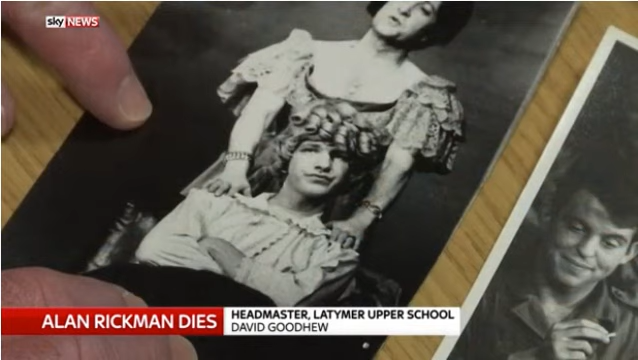 sky NEWS
ALAN RICKMAN DIES
HEADMASTER, LATYMER UPPER SCHOOL
DAVID GOODHEW